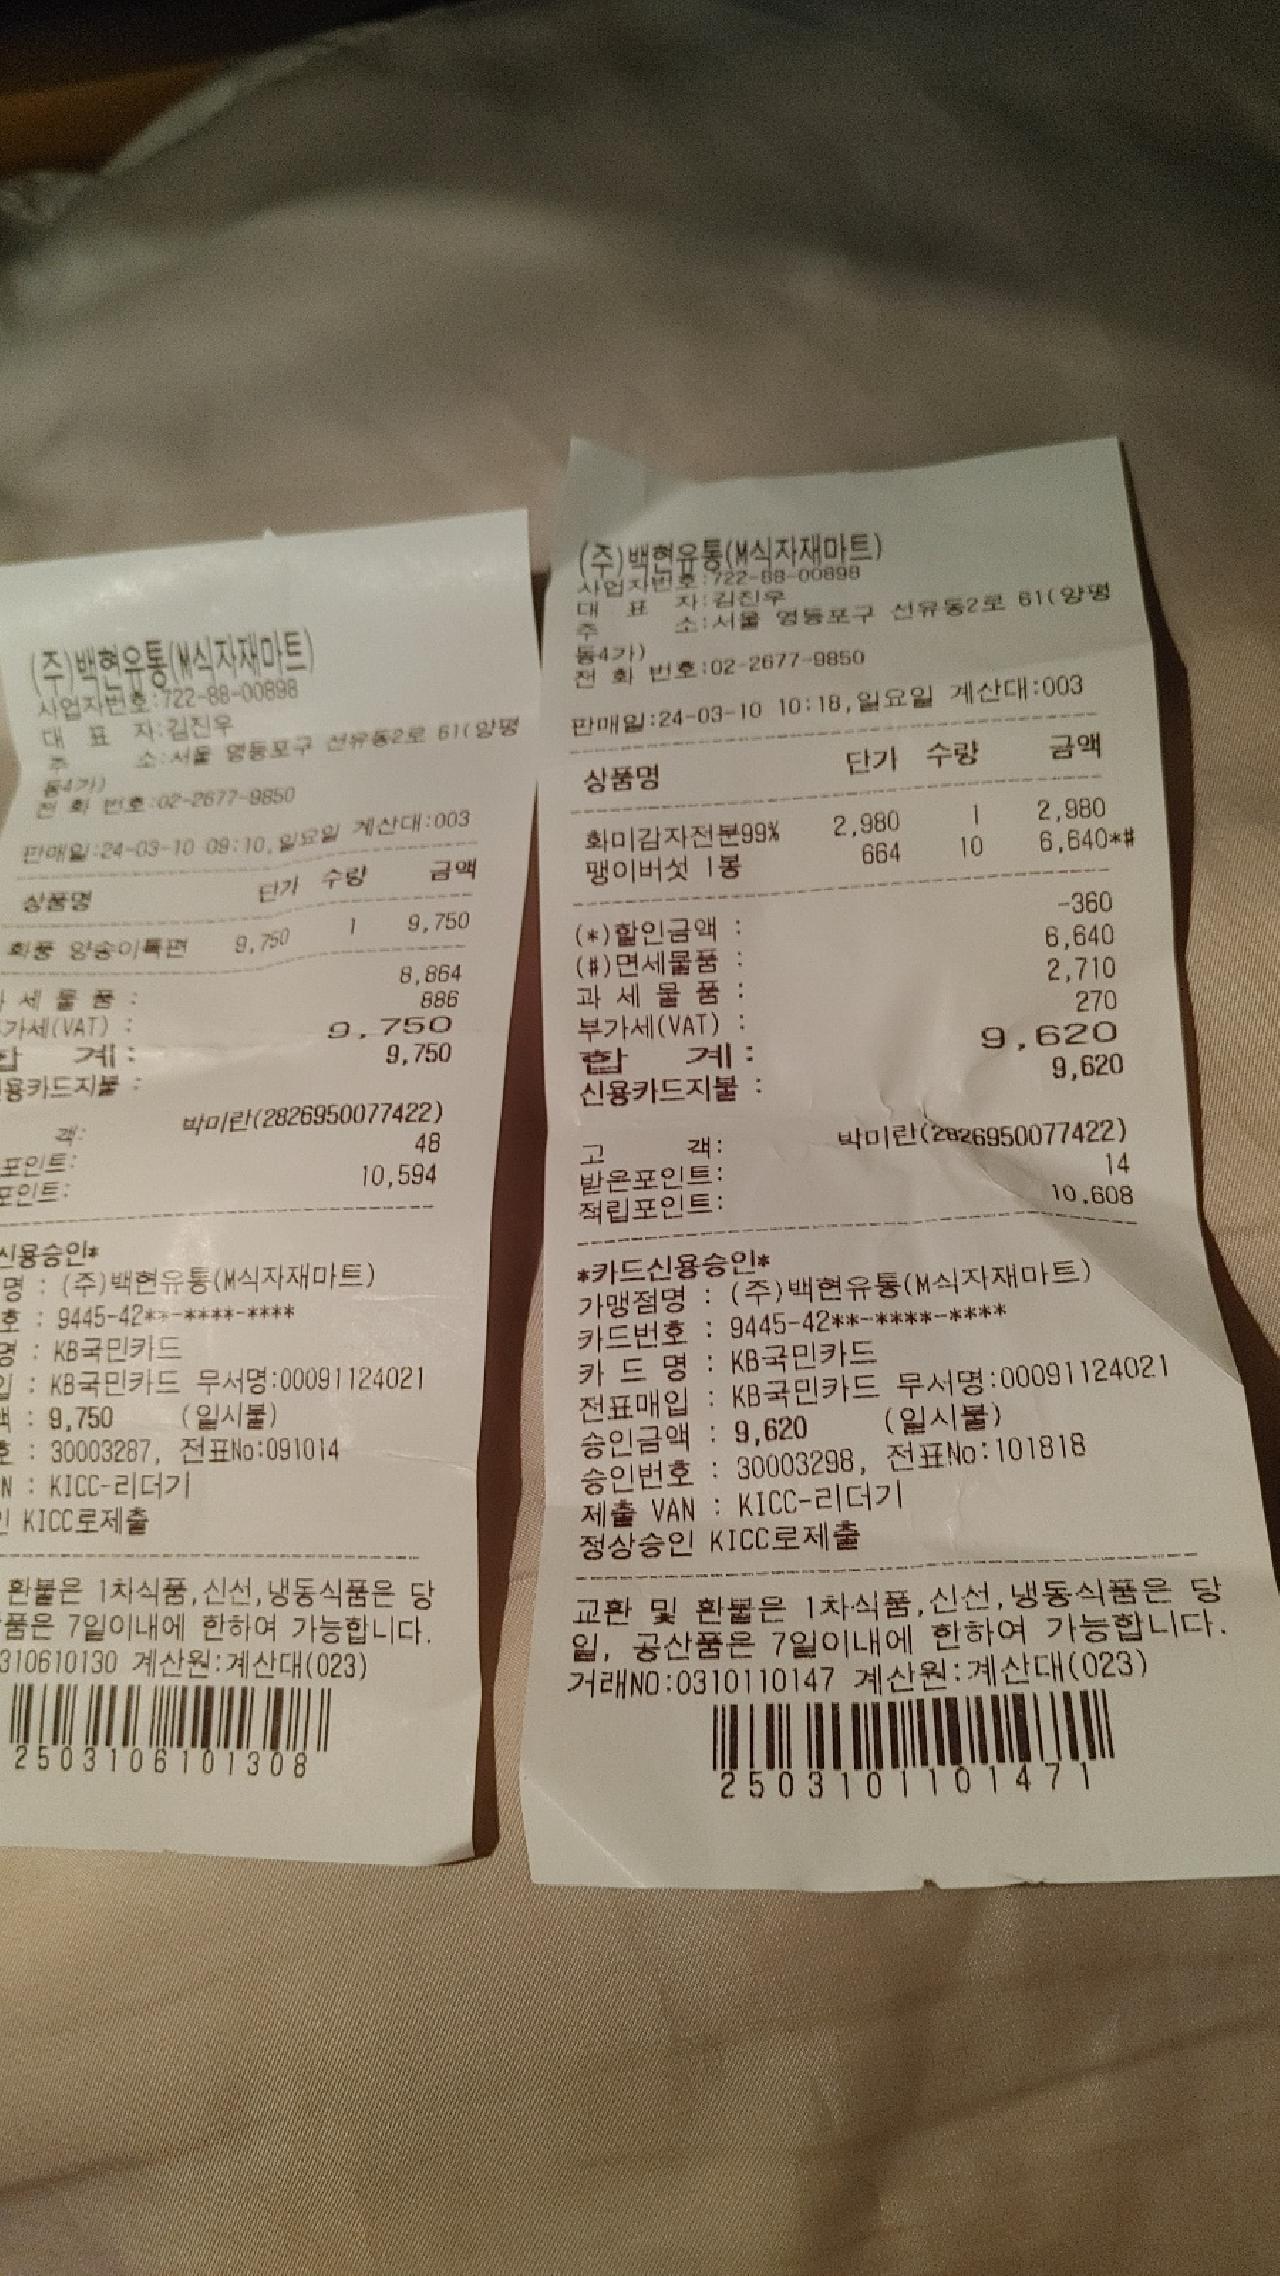 (주)백현유통(M식자재마트)
사업자번호:722-88-00898
대 표 자:김진우
주 소:서울 영등포구 선유동2로 61(양평
동4가)
전 화 번호:02-2677-9850
판매일:24-03-10 09:10,일요일 계산대:003
상품명 단가 수량 금액
화풍 양송이특편 9,750 1 9,750
세 물 품 : 8,864
가세(VAT) : 886
합 계: 9,750
용카드지불 : 9,750
객: 박미란(2826950077422)
포인트: 48
포인트: 10,594
신용승인*
명 : (주)백현유통(M식자재마트)
호 : 9445-42**-****-****
명 : KB국민카드
입 : KB국민카드 무서명:00091124021
액 : 9,750 (일시불)
호 : 30003287, 전표No:091014
N : KICC-리더기
인 KICC로제출
환불은 1차식품,신선,냉동식품은 당
품은 7일이내에 한하여 가능합니다.
310610130 계산원:계산대(023)
2503106101308
(주)백현유통(M식자재마트)
사업자번호:722-88-00898
대 표 자:김진우
주 소:서울 영등포구 선유동2로 61(양평
동4가)
전 화 번호:02-2677-9850
판매일:24-03-10 10:18,일요일 계산대:003
상품명 단가 수량 금액
화미감자전분99% 2,980 1 2,980
팽이버섯 1봉 664 10 6,640*#
(*)할인금액 : -360
(#)면세물품 : 6,640
과 세 물 품 : 2,710
부가세(VAT) : 270
합 계: 9,620
신용카드지불 : 9,620
고 객: 박미란(2826950077422)
받은포인트: 14
적립포인트: 10,608
*카드신용승인*
가맹점명 : (주)백현유통(M식자재마트)
카드번호 : 9445-42**-****-****
카 드 명 : KB국민카드
전표매입 : KB국민카드 무서명:00091124021
승인금액 : 9,620 (일시불)
승인번호 : 30003298, 전표No:101818
제출 VAN : KICC-리더기
정상승인 KICC로제출
교환 및 환불은 1차식품,신선,냉동식품은 당
일, 공산품은 7일이내에 한하여 가능합니다.
거래NO:0310110147 계산원:계산대(023)
2503101101471